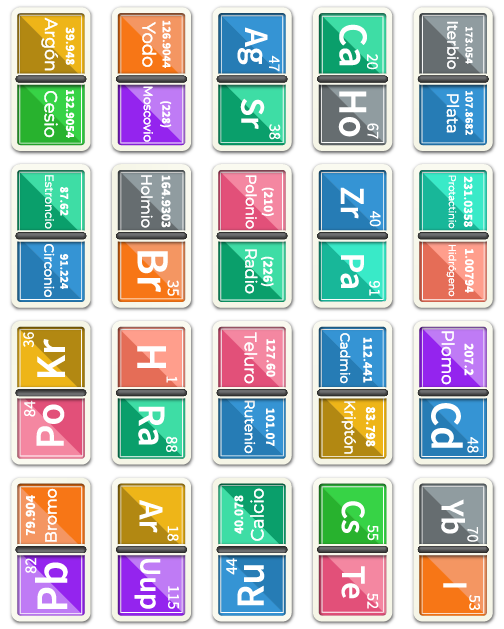 39.948
Argón
132.9054
Cesio
126.9044
Yodo
(228)
Moscovio
47
Ag
38
Sr
20
Ca
67
Ho
173.054
Iterbio
107.8682
Plata
87.62
Estroncio
91.224
Circonio
164.9303
Holmio
35
Br
(210)
Polonio
(226)
Radio
40
Zr
91
Pa
231.0358
Protactinio
1.00794
Hidrógeno
36
Kr
84
Po
1
H
88
Ra
127.60
Teluro
101.07
Rutenio
112.441
Cadmio
83.798
Kriptón
207.2
Plomo
48
Cd
79.904
Bromo
82
Pb
18
Ar
115
Uup
40.078
Calcio
44
Ru
55
Cs
52
Te
70
Yb
53
I